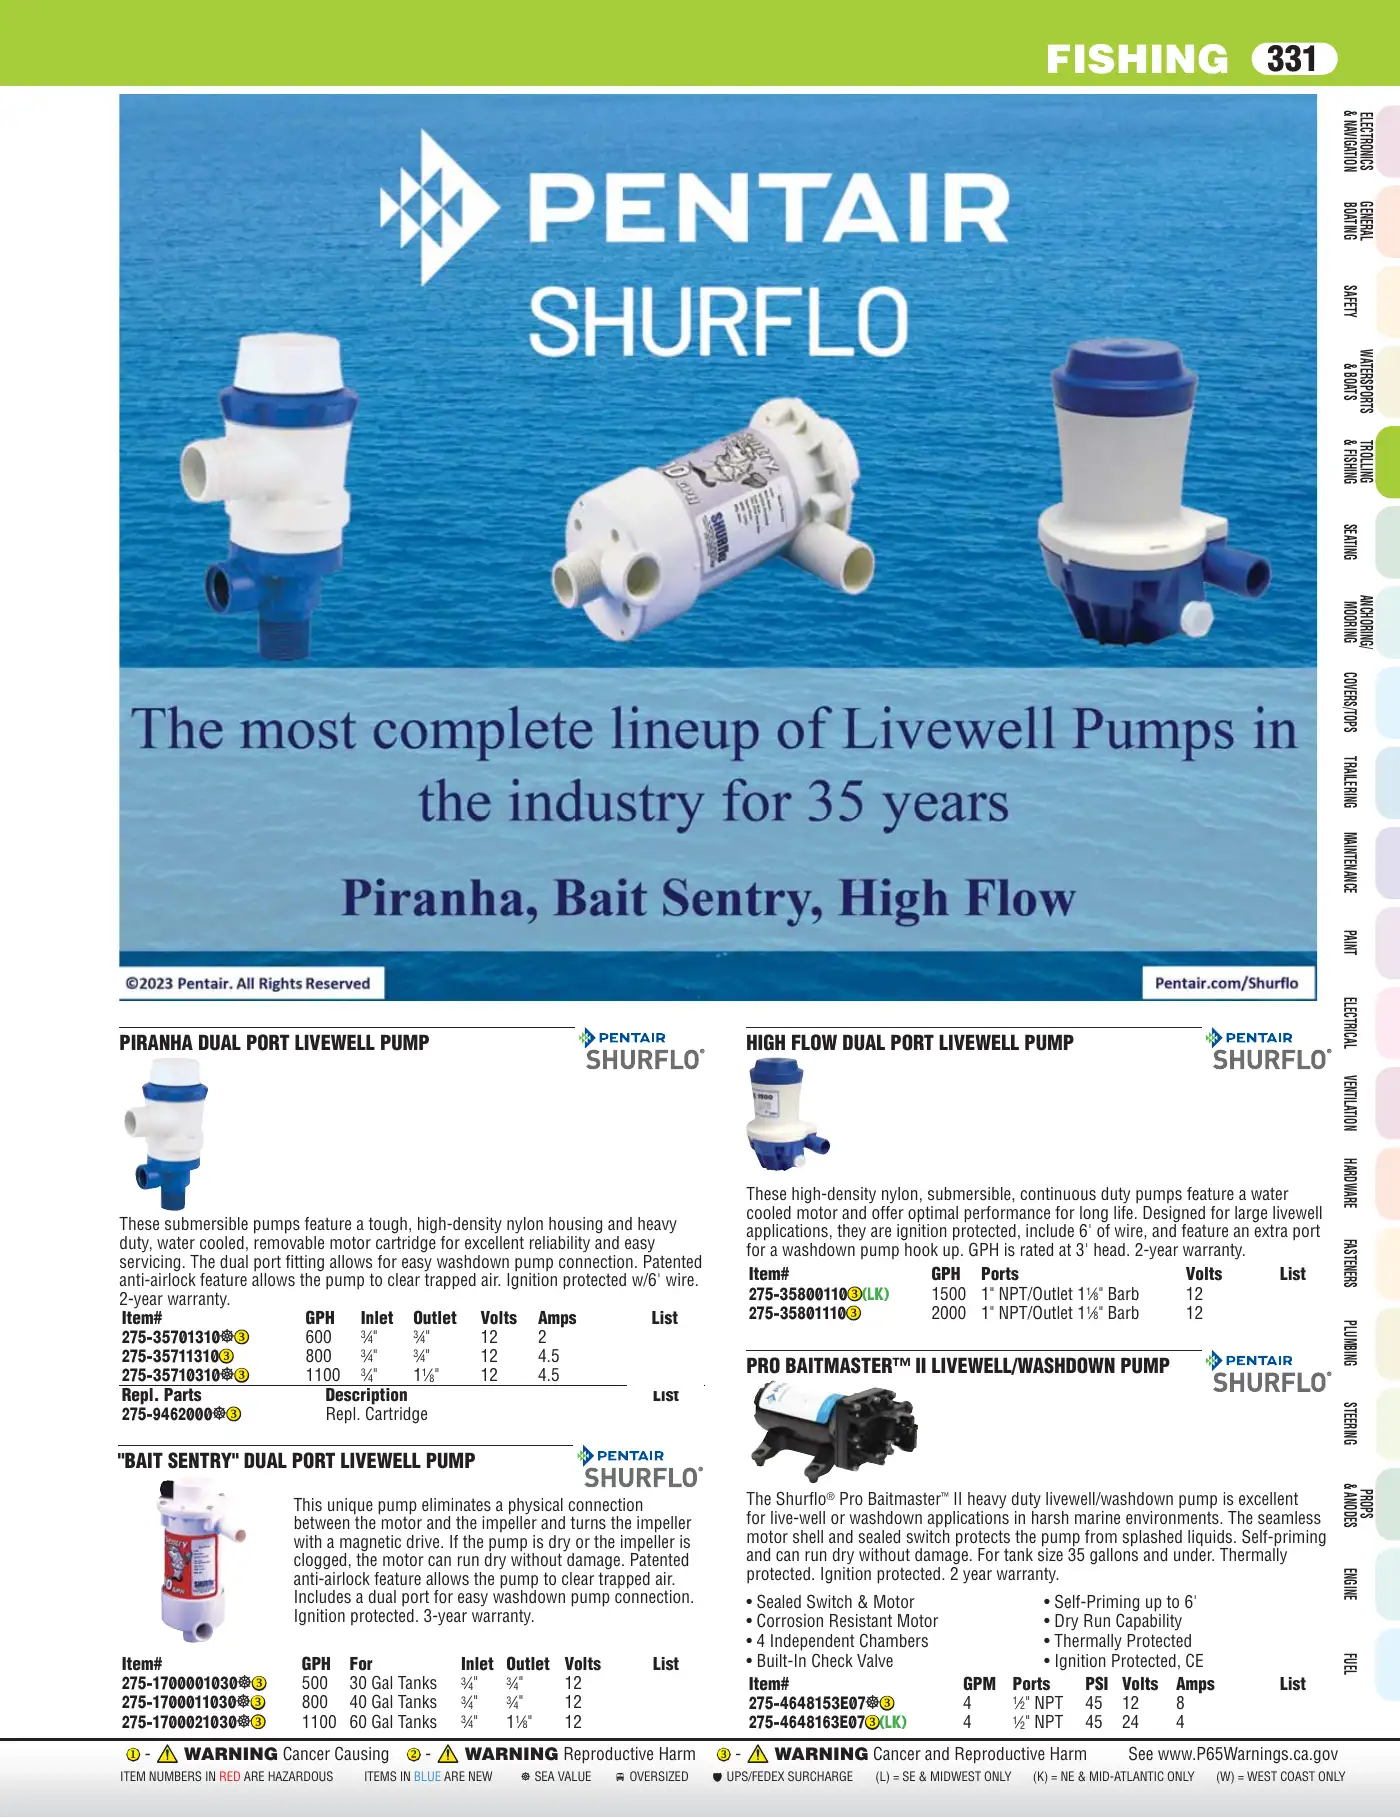 FISHING 331
PENTAIR
SHURFLO
The most complete lineup of Livewell Pumps in
the industry for 35 years
Piranha, Bait Sentry, High Flow
©2023 Pentair. All Rights Reserved
Pentair.com/Shurflo
PIRANHA DUAL PORT LIVEWELL PUMP
PENTAIR
SHURFLO®
These submersible pumps feature a tough, high-density nylon housing and heavy
duty, water cooled, removable motor cartridge for excellent reliability and easy
servicing. The dual port fitting allows for easy washdown pump connection. Patented
anti-airlock feature allows the pump to clear trapped air. Ignition protected w/6' wire.
2-year warranty.
Item# GPH Inlet Outlet Volts Amps List
275-35701310 3 600 3⁄4" 3⁄4" 12 2
275-35711310 3 800 3⁄4" 3⁄4" 12 4.5
275-35710310 3 1100 3⁄4" 11⁄8" 12 4.5
Repl. Parts Description List
275-9462000 3 Repl. Cartridge
"BAIT SENTRY" DUAL PORT LIVEWELL PUMP
PENTAIR
SHURFLO®
This unique pump eliminates a physical connection
between the motor and the impeller and turns the impeller
with a magnetic drive. If the pump is dry or the impeller is
clogged, the motor can run dry without damage. Patented
anti-airlock feature allows the pump to clear trapped air.
Includes a dual port for easy washdown pump connection.
Ignition protected. 3-year warranty.
Item# GPH For Inlet Outlet Volts List
275-1700001030 3 500 30 Gal Tanks 3⁄4" 3⁄4" 12
275-1700011030 3 800 40 Gal Tanks 3⁄4" 3⁄4" 12
275-1700021030 3 1100 60 Gal Tanks 3⁄4" 11⁄8" 12
HIGH FLOW DUAL PORT LIVEWELL PUMP
PENTAIR
SHURFLO®
These high-density nylon, submersible, continuous duty pumps feature a water
cooled motor and offer optimal performance for long life. Designed for large livewell
applications, they are ignition protected, include 6' of wire, and feature an extra port
for a washdown pump hook up. GPH is rated at 3' head. 2-year warranty.
Item# GPH Ports Volts List
275-35800110 3 (LK) 1500 1" NPT/Outlet 11⁄8" Barb 12
275-35801110 3 2000 1" NPT/Outlet 11⁄8" Barb 12
PRO BAITMASTER™ II LIVEWELL/WASHDOWN PUMP
PENTAIR
SHURFLO®
The Shurflo® Pro Baitmaster™ II heavy duty livewell/washdown pump is excellent
for live-well or washdown applications in harsh marine environments. The seamless
motor shell and sealed switch protects the pump from splashed liquids. Self-priming
and can run dry without damage. For tank size 35 gallons and under. Thermally
protected. Ignition protected. 2 year warranty.
• Sealed Switch & Motor
• Corrosion Resistant Motor
• 4 Independent Chambers
• Built-In Check Valve
• Self-Priming up to 6'
• Dry Run Capability
• Thermally Protected
• Ignition Protected, CE
Item# GPM Ports PSI Volts Amps List
275-4648153E07 3 4 1⁄2" NPT 45 12 8
275-4648163E07 3 (LK) 4 1⁄2" NPT 45 24 4
ELECTRONICS
& NAVIGATION
GENERAL
BOATING
SAFETY
WATERSPORTS
& BOATS
TROLLING
& FISHING
SEATING
ANCHORING/
MOORING
COVERS/TOPS
TRAILERING
MAINTENANCE
PAINT
ELECTRICAL
VENTILATION
HARDWARE
FASTENERS
PLUMBING
STEERING
PROPS
& ANODES
ENGINE
FUEL
1 - WARNING Cancer Causing 2 - WARNING Reproductive Harm 3 - WARNING Cancer and Reproductive Harm See www.P65Warnings.ca.gov
ITEM NUMBERS IN RED ARE HAZARDOUS ITEMS IN BLUE ARE NEW SEA VALUE OVERSIZED UPS/FEDEX SURCHARGE (L) = SE & MIDWEST ONLY (K) = NE & MID-ATLANTIC ONLY (W) = WEST COAST ONLY